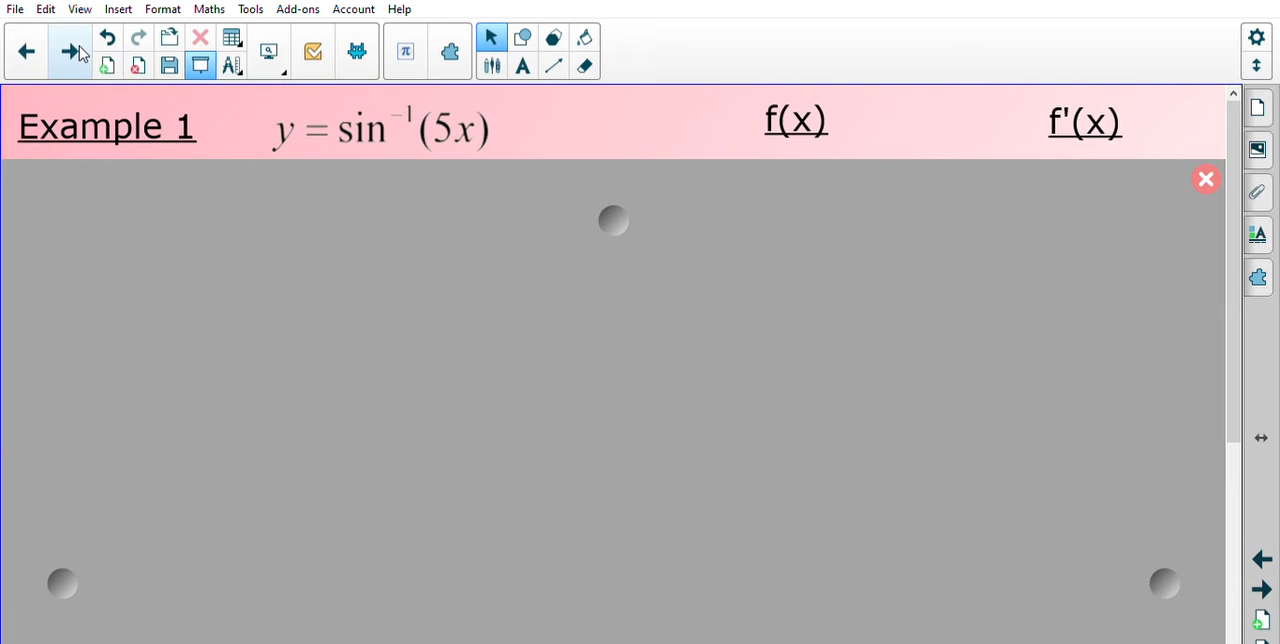 File Edit View Insert Format Maths Tools Add-ons Account Help
Example 1 y = sin⁻¹(5x) f(x) f'(x)